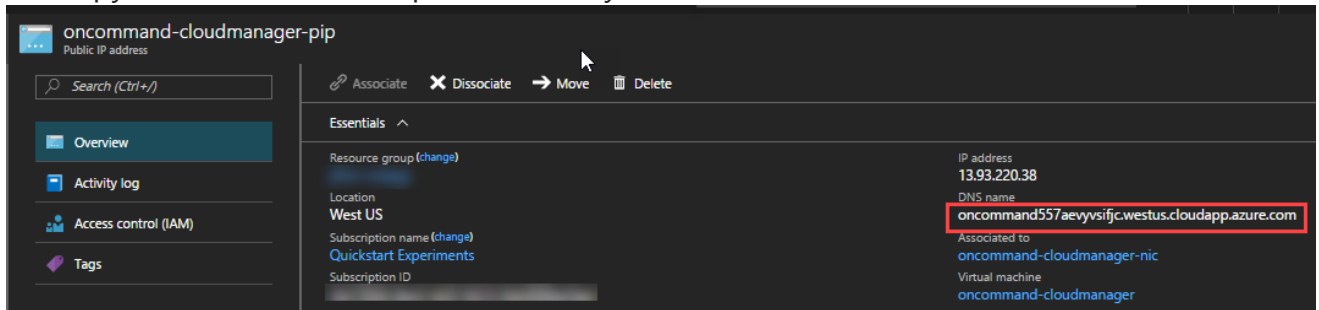 oncommand-cloudmanager-pip
Public IP address
Search (Ctrl+/)
Associate Dissociate Move Delete
Essentials
Overview
Activity log
Access control (IAM)
Tags
Resource group (change)
Location
West US
Subscription name (change)
Quickstart Experiments
Subscription ID
IP address
13.93.220.38
DNS name
oncommand557aevyvsifjc.westus.cloudapp.azure.com
Associated to
oncommand-cloudmanager-nic
Virtual machine
oncommand-cloudmanager